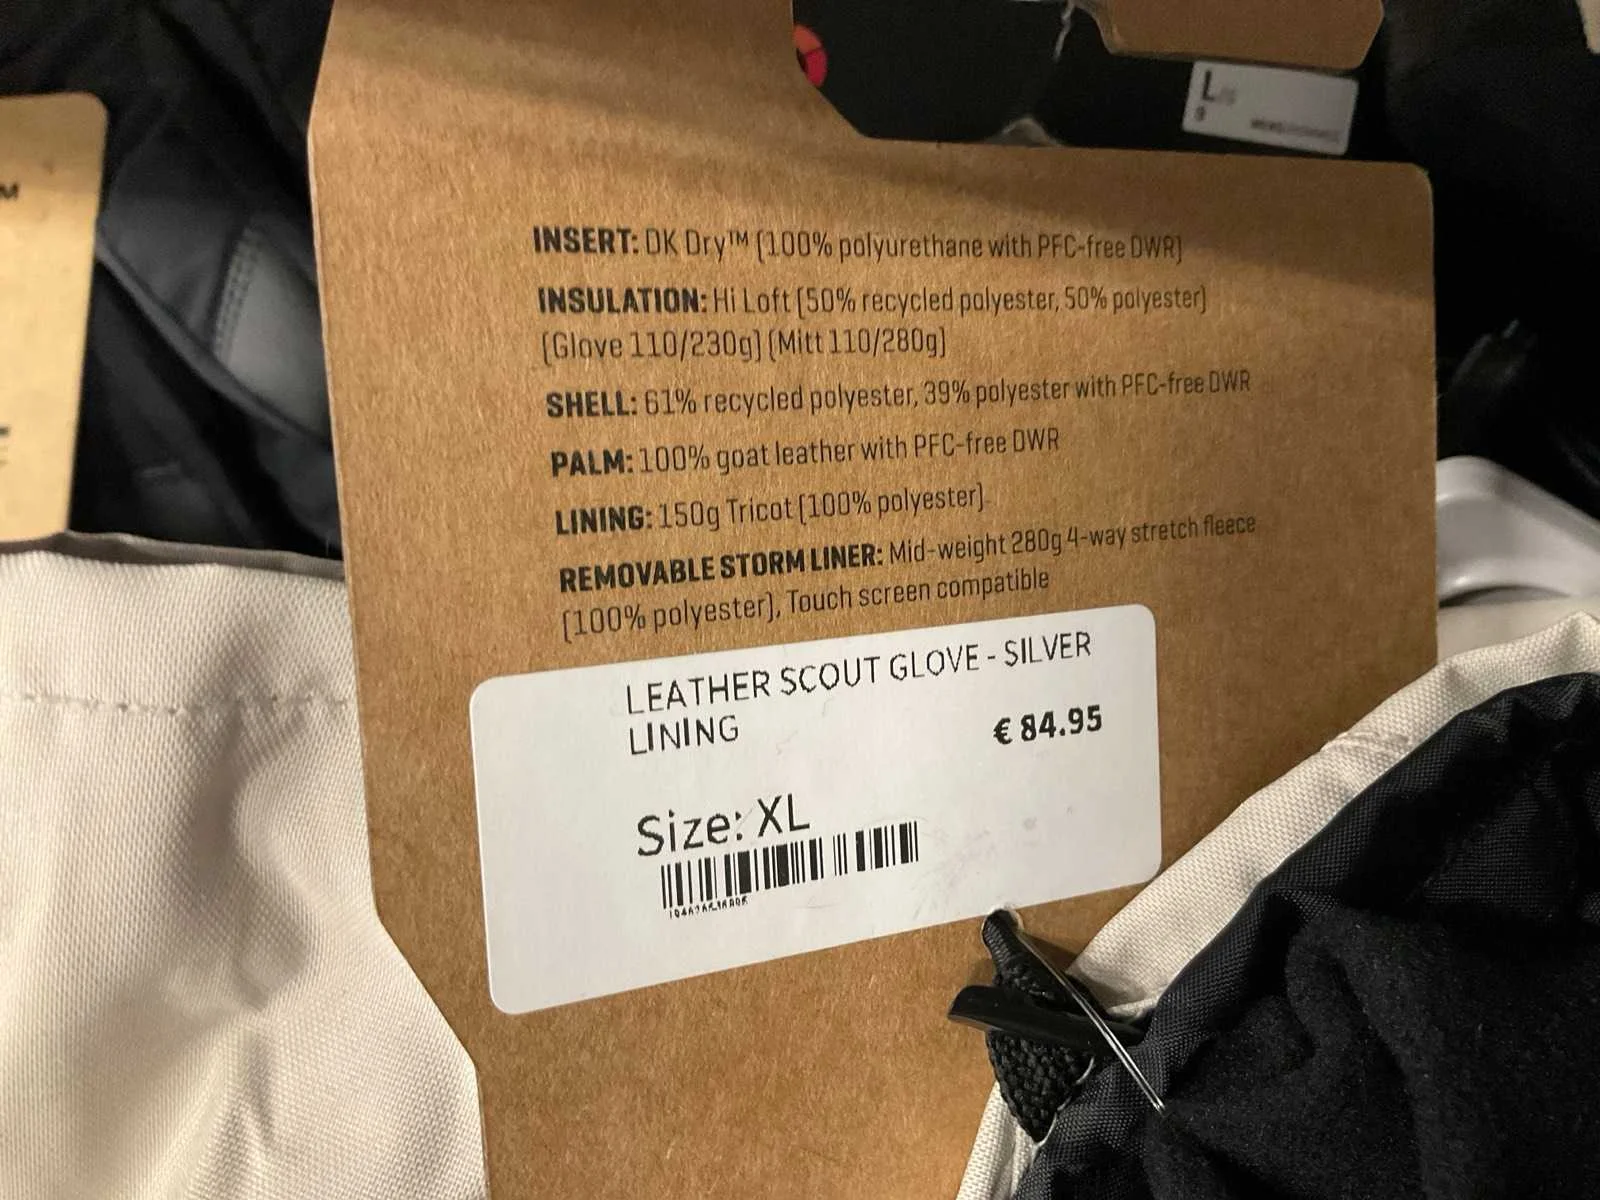 L
9
M
INSERT: DK Dry™ [100% polyurethane with PFC-free DWR]
INSULATION: Hi Loft [50% recycled polyester, 50% polyester]
[Glove 110/230g] [Mitt 110/280g]
SHELL: 61% recycled polyester, 39% polyester with PFC-free DWR
PALM: 100% goat leather with PFC-free DWR
LINING: 150g Tricot [100% polyester]
REMOVABLE STORM LINER: Mid-weight 280g 4-way stretch fleece
[100% polyester], Touch screen compatible
LEATHER SCOUT GLOVE - SILVER
LINING
€ 84.95
Size: XL